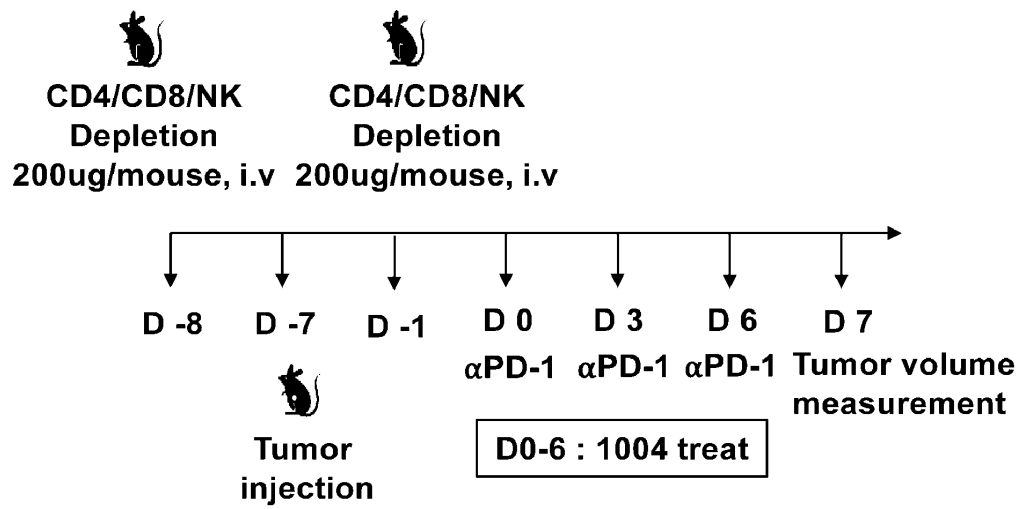 CD4/CD8/NK CD4/CD8/NK
Depletion Depletion
200ug/mouse, i.v 200ug/mouse, i.v
D -8 D -7 D -1 D 0 D 3 D 6 D 7
αPD-1 αPD-1 αPD-1 Tumor volume
measurement
Tumor
injection
D0-6 : 1004 treat